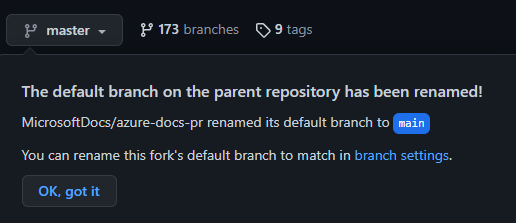 master 173 branches 9 tags
The default branch on the parent repository has been renamed!
MicrosoftDocs/azure-docs-pr renamed its default branch to main
You can rename this fork's default branch to match in branch settings.
OK, got it